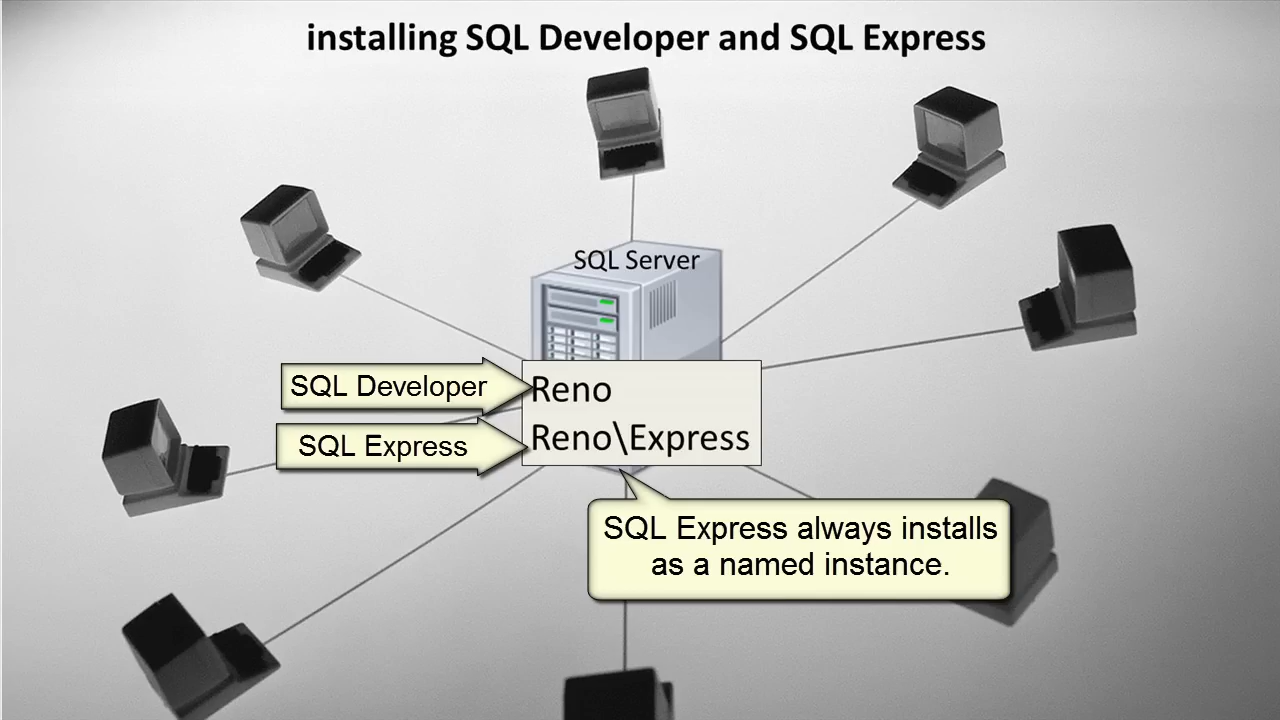 installing SQL Developer and SQL Express
SQL Server
SQL Developer
Reno
SQL Express
Reno\Express
SQL Express always installs
as a named instance.